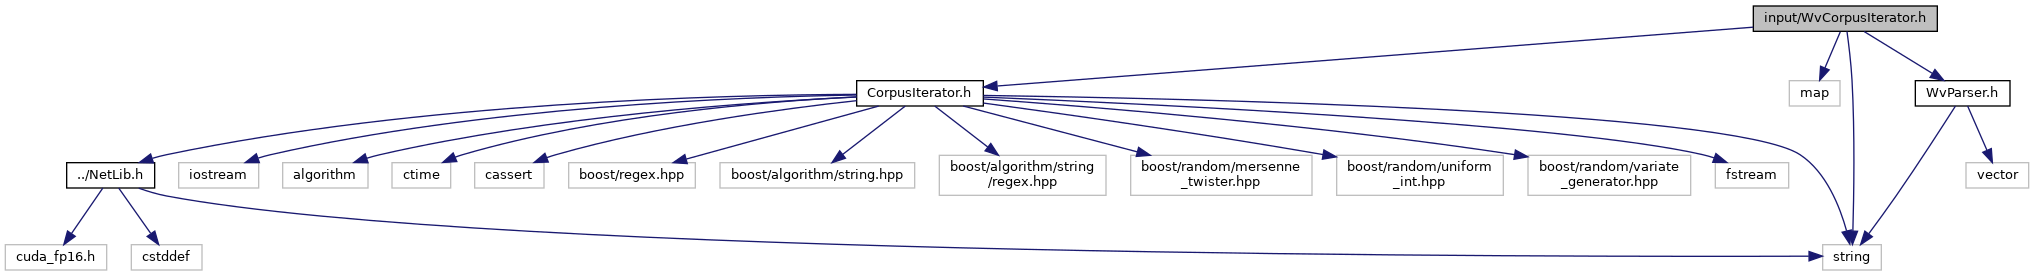 input/WvCorpusIterator.h
CorpusIterator.h
map
WvParser.h
../NetLib.h
iostream
algorithm
ctime
cassert
boost/regex.hpp
boost/algorithm/string.hpp
boost/algorithm/string
/regex.hpp
boost/random/mersenne
_twister.hpp
boost/random/uniform
_int.hpp
boost/random/variate
_generator.hpp
fstream
vector
cuda_fp16.h
cstddef
string